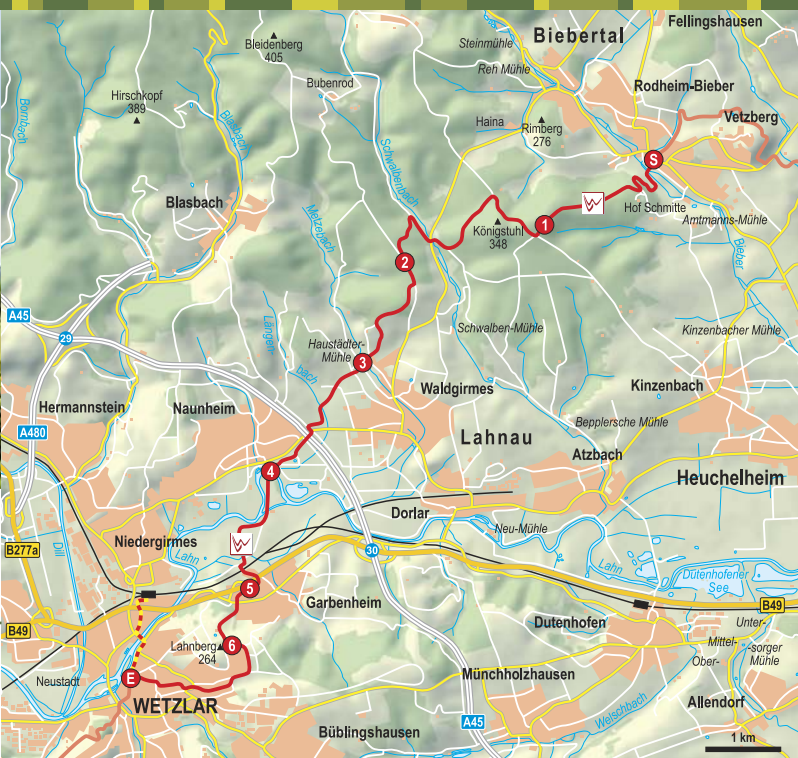 Fellingshausen
Biebertal
Bleidenberg
405
Steinmühle
Reh Mühle
Bubenrod
Rodheim-Bieber
Hirschkopf
389
Bornbach
Blasbach
Haina
Rimberg
276
Vetzberg
Schwalbenbach
S
Blasbach
Metzebach
Hof Schmitte
Amtmanns-Mühle
Königstuhl
348
1
Bieber
2
A45
29
Längen-
bach
Schwalben-Mühle
Kinzenbacher Mühle
Haustädter-
Mühle
3
Waldgirmes
Kinzenbach
Hermannstein
Naunheim
Bepplersche Mühle
A480
Lahnau
Atzbach
4
Heuchelheim
Dorlar
Neu-Mühle
Niedergirmes
B277a
Dill
Lahn
30
Lahn
Dutenhofener
See
5
Garbenheim
B49
B49
Dutenhofen
Unter-
Mittel-
Ober-
-sorger
Mühle
Lahnberg
264
6
Neustadt
E
Münchholzhausen
WETZLAR
Allendorf
Welschbach
A45
Büblingshausen
1 km